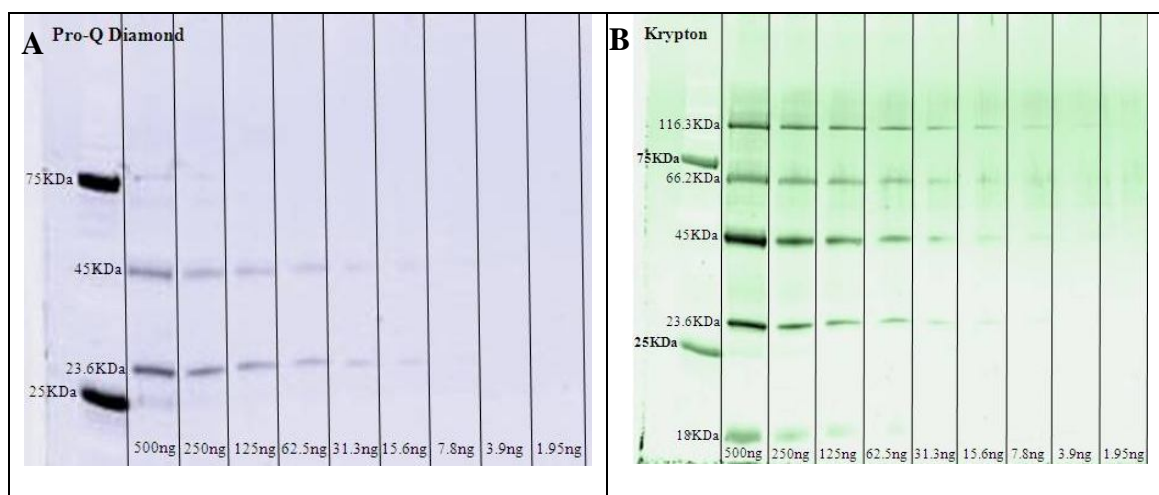 A
Pro-Q Diamond
75KDa
45KDa
23.6KDa
25KDa
500ng 250ng 125ng 62.5ng 31.3ng 15.6ng 7.8ng 3.9ng 1.95ng
B
Krypton
116.3KDa
75KDa
66.2KDa
45KDa
23.6KDa
25KDa
18KDa
500ng 250ng 125ng 62.5ng 31.3ng 15.6ng 7.8ng 3.9ng 1.95ng